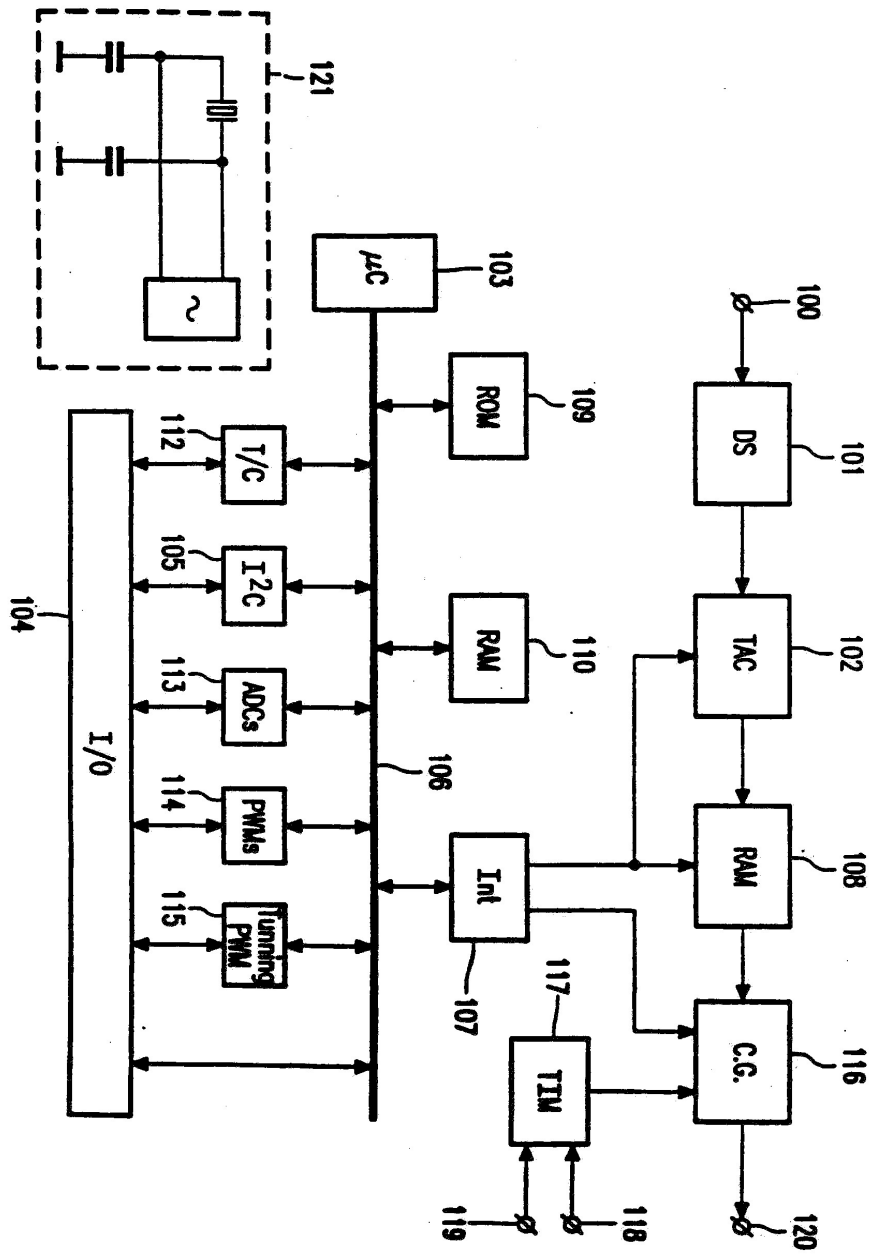 101
102
108
116
100
120
DS
TAC
RAM
C.G.
118
109
110
117
TIM
119
103
ROM
RAM
Int
107
106
µC
121
T/C
I²C
ADCs
PWMs
Tunning
PWM
112
105
113
114
115
~
I/O
104